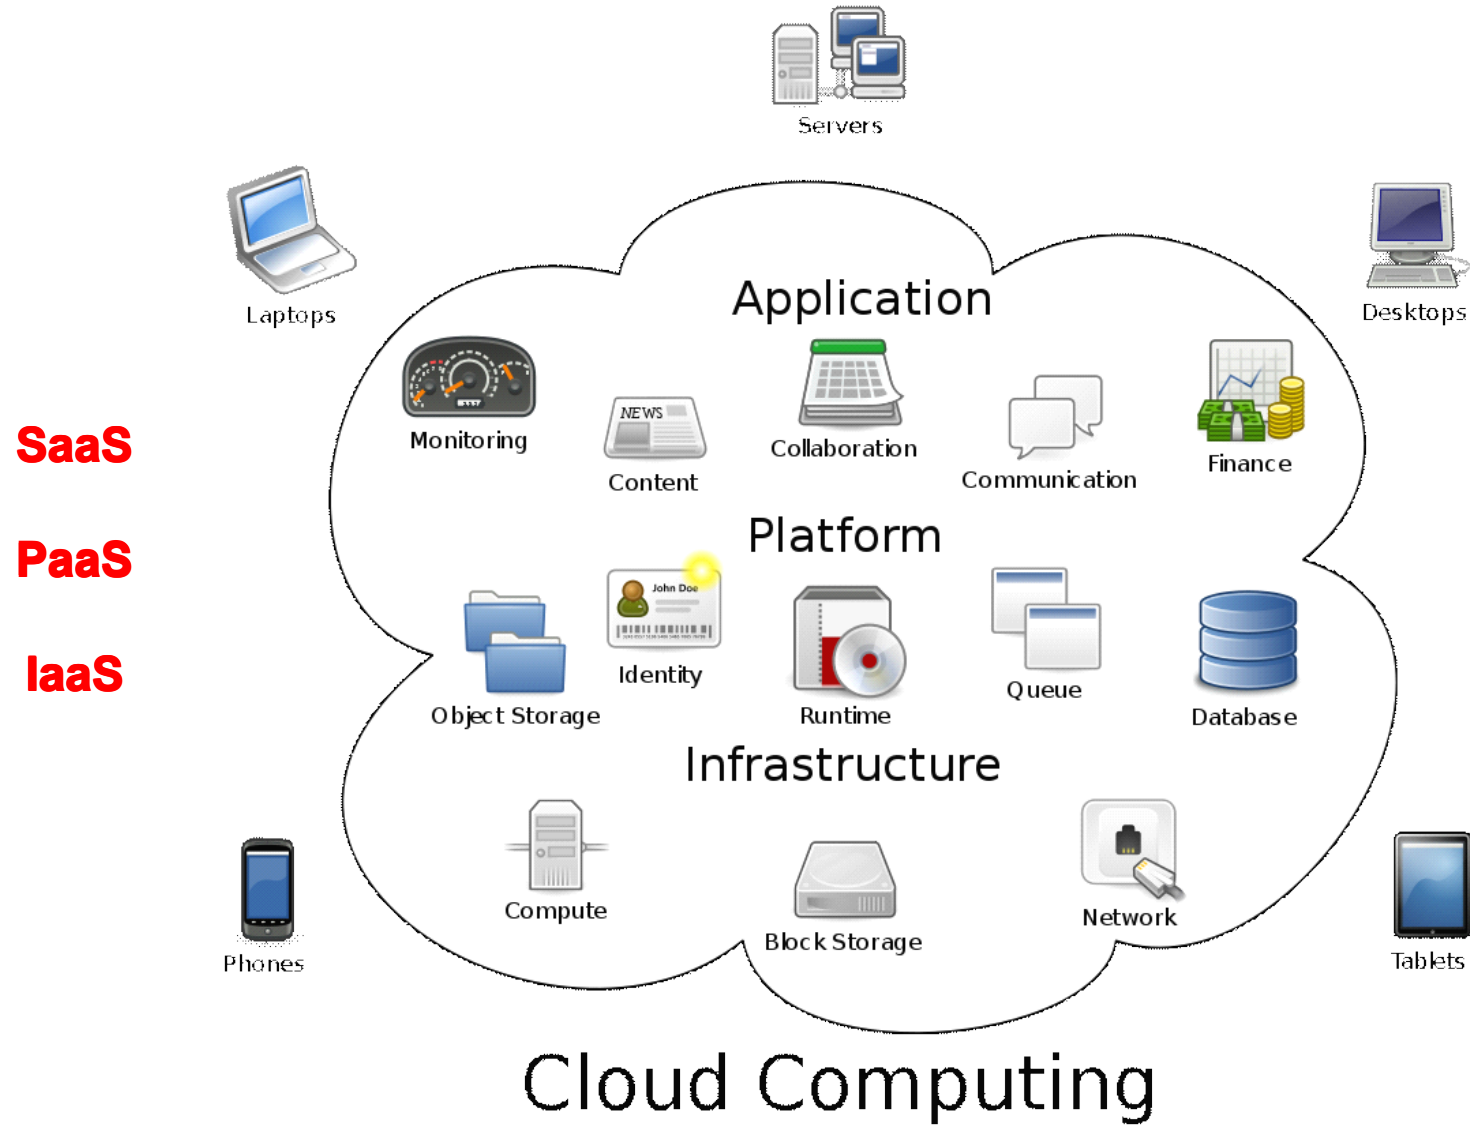 Servers
Laptops
Desktops
Application
Monitoring
NEWS
Content
Collaboration
Communication
Finance
SaaS
Platform
PaaS
John Doe
Object Storage
Identity
Runtime
Queue
Database
IaaS
Infrastructure
Compute
Block Storage
Network
Phones
Tablets
Cloud Computing